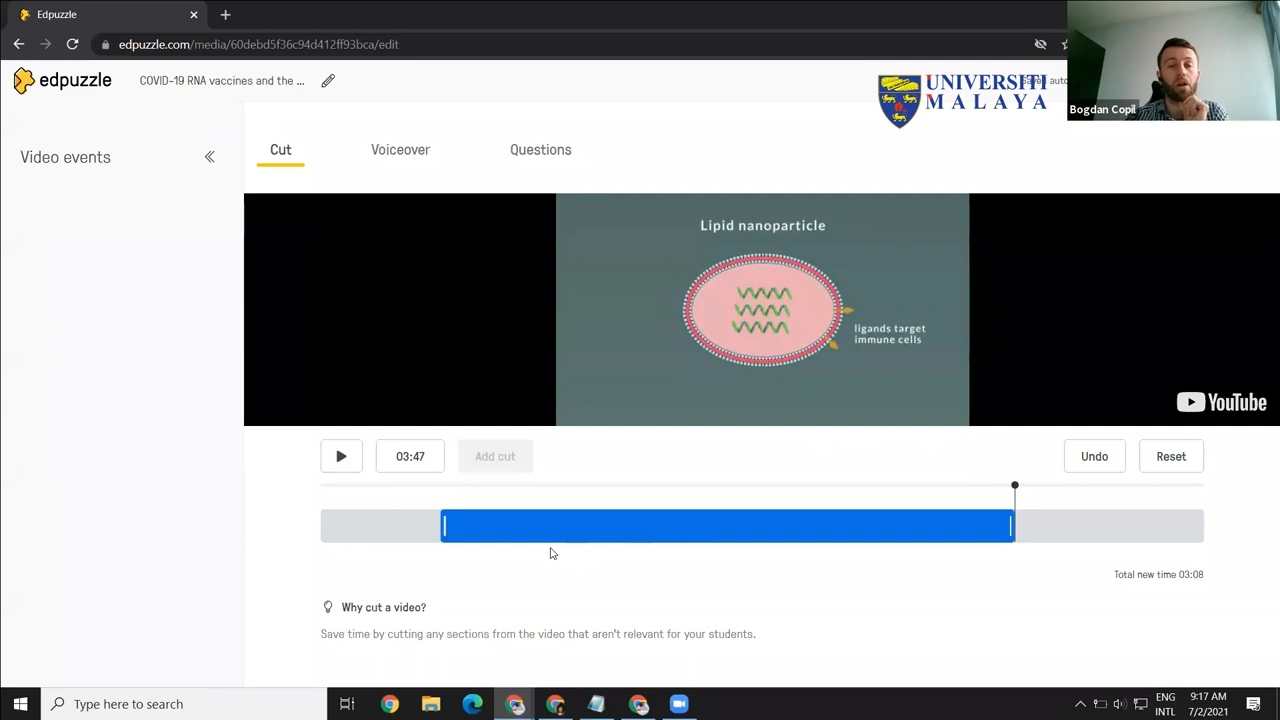 Edpuzzle
edpuzzle.com/media/60debd5f36c94d412ff93bca/edit
edpuzzle
COVID-19 RNA vaccines and the ...
UNIVERSITI
MALAYA
Bogdan Copil
Video events
Cut
Voiceover
Questions
Lipid nanoparticle
ligands target
immune cells
YouTube
03:47
Add cut
Undo
Reset
Total new time 03:08
Why cut a video?
Save time by cutting any sections from the video that aren't relevant for your students.
Type here to search
ENG
INTL
9:17 AM
7/2/2021